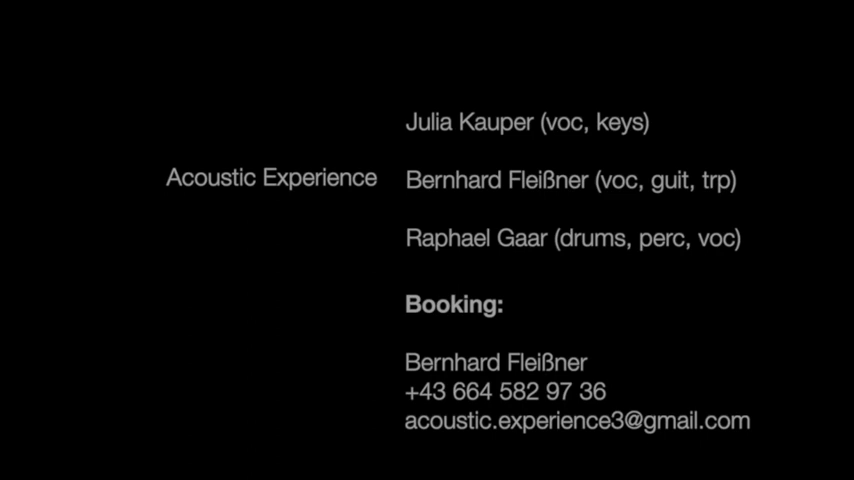 Julia Kauper (voc, keys)
Acoustic Experience
Bernhard Fleißner (voc, guit, trp)
Raphael Gaar (drums, perc, voc)
Booking:
Bernhard Fleißner
+43 664 582 97 36
acoustic.experience3@gmail.com